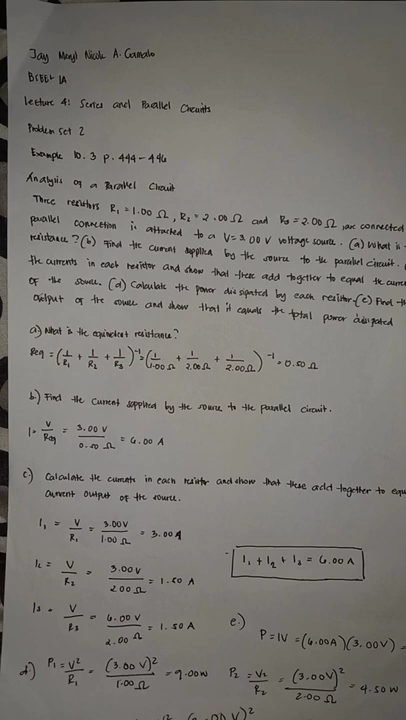 Jay Meryl Nicole A. Gamalo
BSEE 1A
Lecture 4: Series and Parallel Circuits
Problem Set 2
Example 10.3 p. 444-446
Analysis of a Parallel Circuit
Three resistors R₁ = 1.00 Ω, R₂ = 2.00 Ω and R₃ = 2.00 Ω, are connected
parallel connection is attached to a V = 3.00 V voltage source. (a) What is
resistance? (b) Find the current supplied by the source to the parallel circuit.
the currents in each resistor and show that these add together to equal the curre
of the source. (d) Calculate the power dissipated by each resistor. (e) Find th
output of the source and show that it equals the total power dissipated
a) What is the equivalent resistance?
Req = (1/R₁ + 1/R₂ + 1/R₃)⁻¹ (1/1.00 Ω + 1/2.00 Ω + 1/2.00 Ω)⁻¹ = 0.50 Ω
b.) Find the current supplied by the source to the parallel circuit.
I = V/Req = 3.00 V/0.50 Ω = 6.00 A
c.) Calculate the currents in each resistor and show that these add together to equ
current output of the source.
I₁ = V/R₁ = 3.00V/1.00 Ω = 3.00 A
I₂ = V/R₂ = 3.00V/2.00 Ω = 1.50 A
I₁ + I₂ + I₃ = 6.00 A
I₃ = V/R₃ = 6.00 V/2.00 Ω = 1.50 A
e.)
P = IV = (6.00A)(3.00V) =
d.) P₁ = V²/R₁ = (3.00 V)²/1.00 Ω = 9.00 W P₂ = V²/R₂ = (3.00V)²/2.00 Ω = 4.50 W